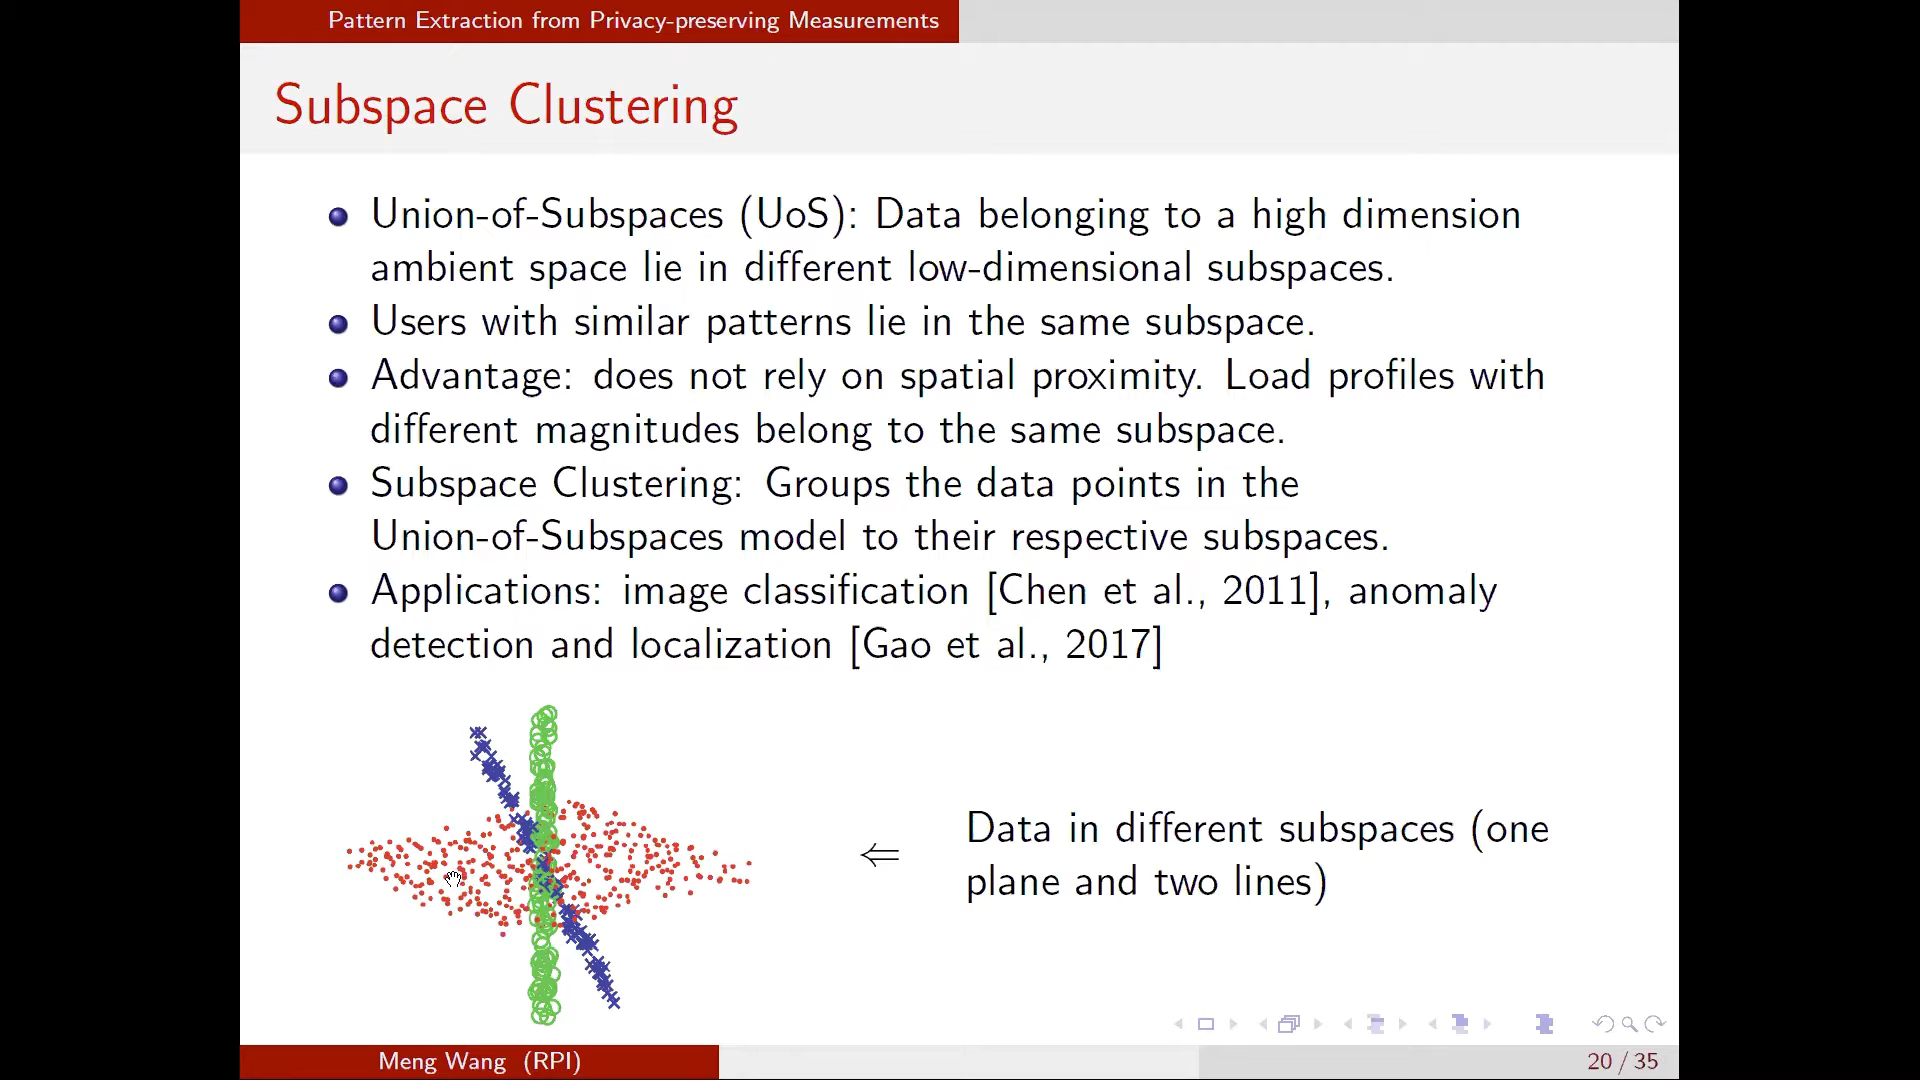 Pattern Extraction from Privacy-preserving Measurements
Subspace Clustering
Union-of-Subspaces (UoS): Data belonging to a high dimension
ambient space lie in different low-dimensional subspaces.
Users with similar patterns lie in the same subspace.
Advantage: does not rely on spatial proximity. Load profiles with
different magnitudes belong to the same subspace.
Subspace Clustering: Groups the data points in the
Union-of-Subspaces model to their respective subspaces.
Applications: image classification [Chen et al., 2011], anomaly
detection and localization [Gao et al., 2017]
⇐ Data in different subspaces (one
plane and two lines)
Meng Wang (RPI)
20 / 35